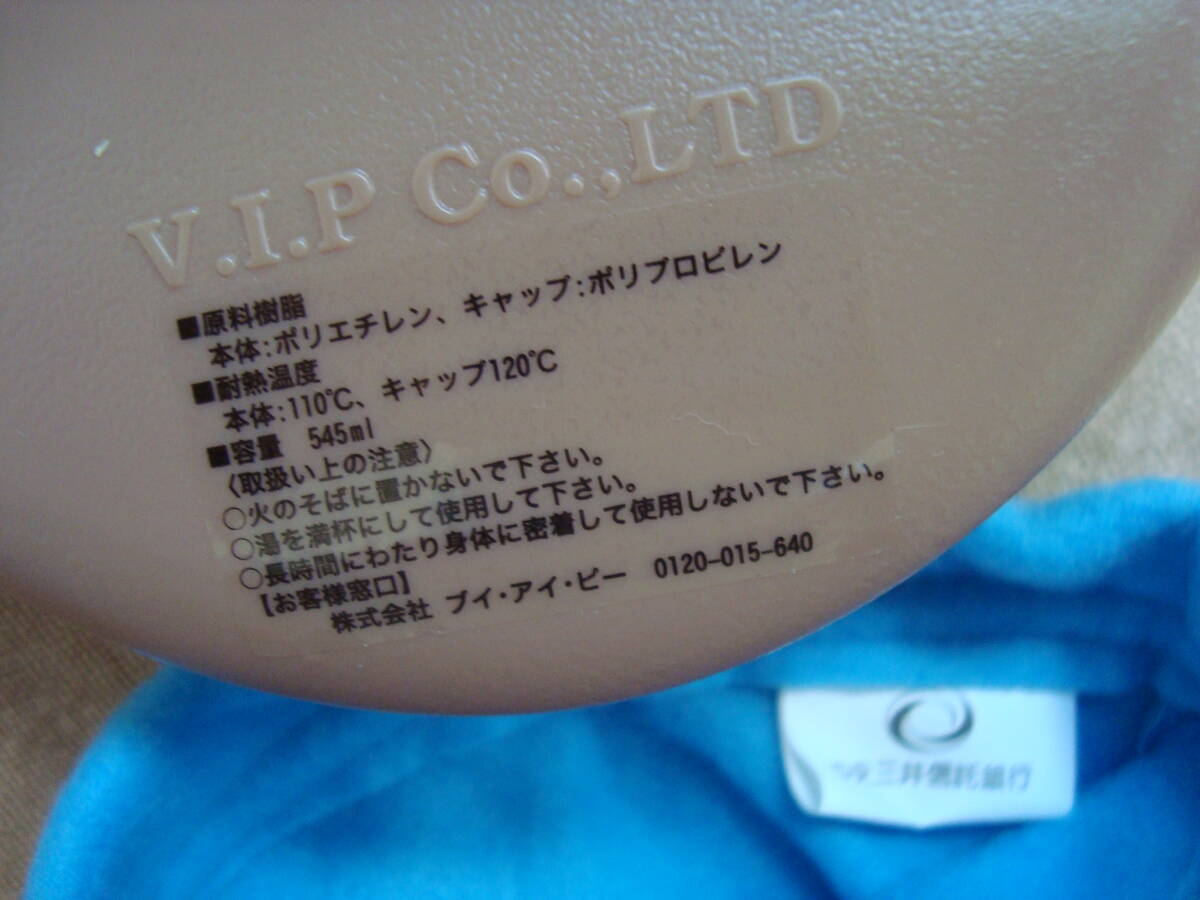 V.I.P Co.,LTD
■原料樹脂
本体:ポリエチレン、キャップ:ポリプロピレン
■耐熱温度
本体:110℃、キャップ120℃
■容量　545ml
〈取扱い上の注意〉
○火のそばに置かないで下さい。
○湯を満杯にして使用して下さい。
○長時間にわたり身体に密着して使用しないで下さい。
【お客様窓口】
株式会社 ブイ・アイ・ピー　0120-015-640
三井信託銀行